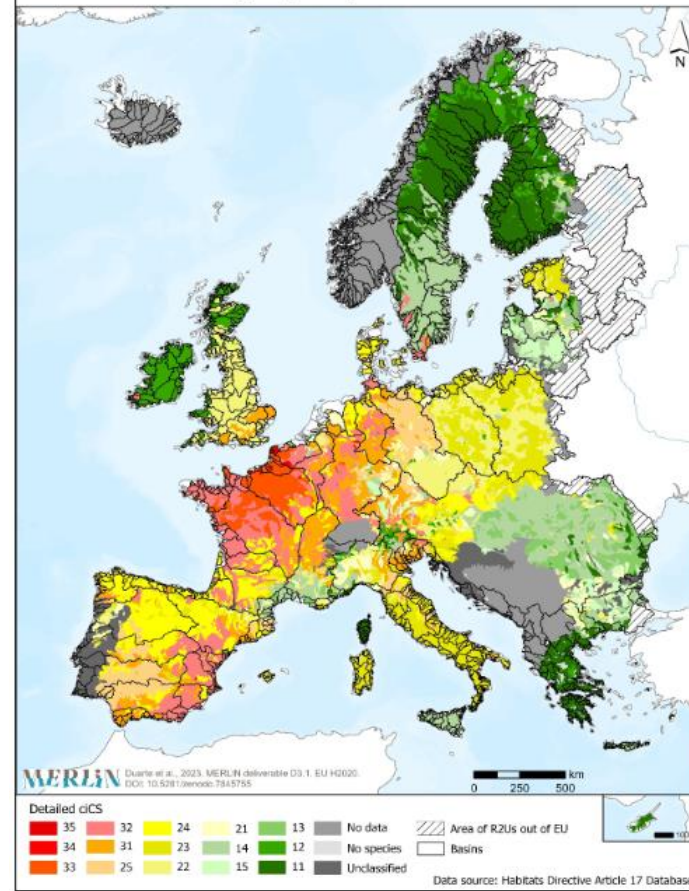 N
MERLIN
Duarte et al., 2023. MERLIN deliverable D3.1. EU H2020.
DOI: 10.5281/zenodo.7845755
km
0 250 500
Detailed ciCS
35 32 24 21 13 No data Area of R2Us out of EU
34 31 23 14 12 No species Basins
33 25 22 15 11 Unclassified
Data source: Habitats Directive Article 17 Databas